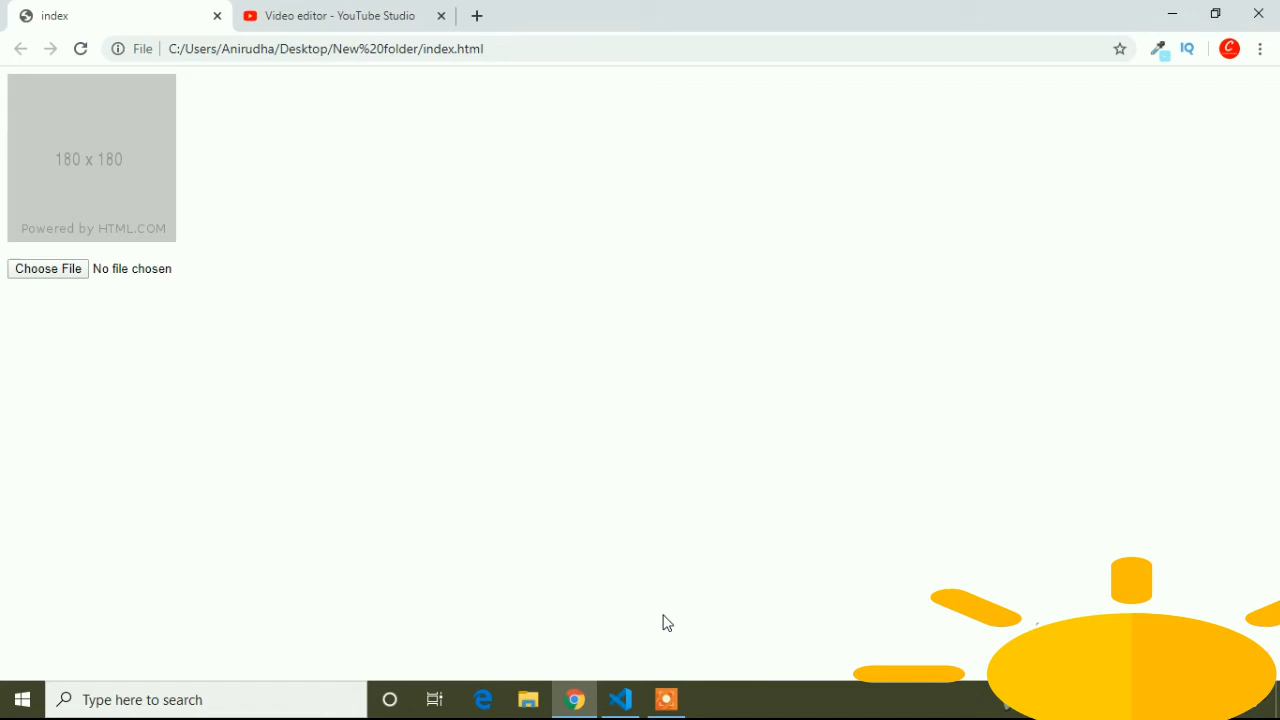 index
Video editor - YouTube Studio
File
C:/Users/Anirudha/Desktop/New%20folder/index.html
IQ
C
180 x 180
Powered by HTML.COM
Choose File No file chosen
Type here to search